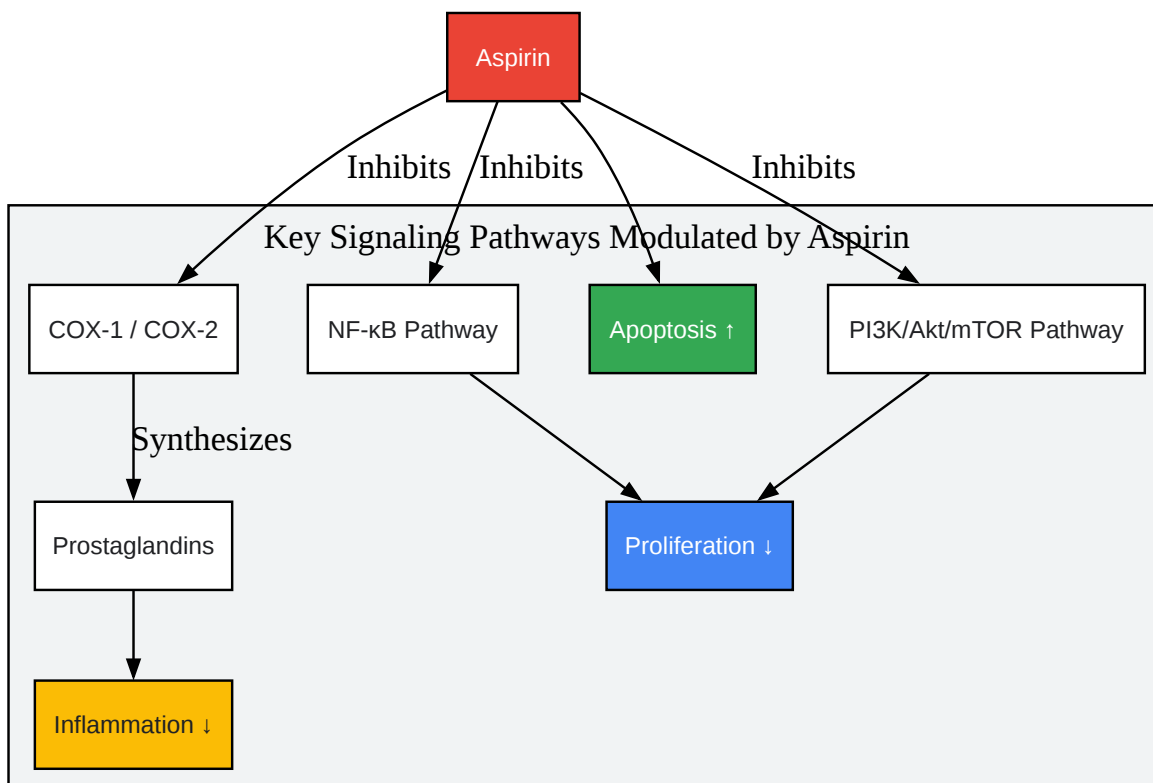 Aspirin
Inhibits
Inhibits
Inhibits
Key Signaling Pathways Modulated by Aspirin
COX-1 / COX-2
NF-κB Pathway
Apoptosis ↑
PI3K/Akt/mTOR Pathway
Synthesizes
Prostaglandins
Proliferation ↓
Inflammation ↓